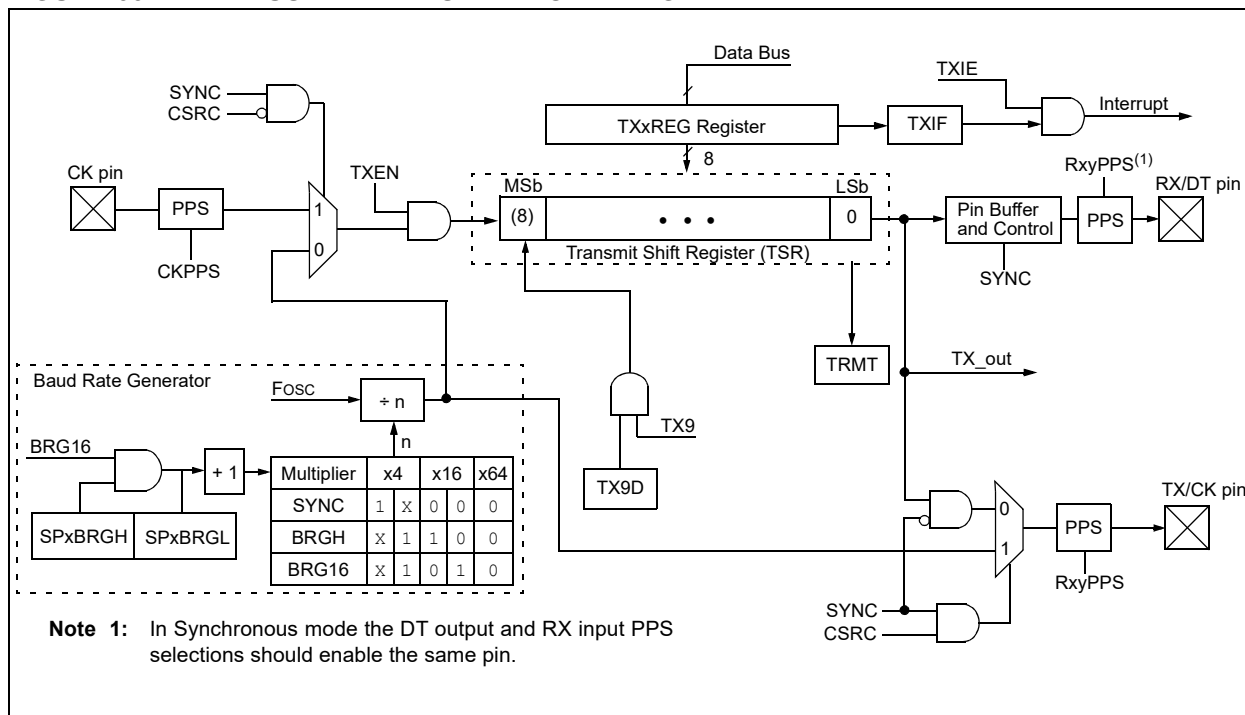 Data Bus
TXIE
SYNC
CSRC
TXxREG Register
TXIF
Interrupt
8
CK pin
TXEN
MSb
LSb
RxyPPS(1)
RX/DT pin
PPS
1
(8)
• • •
0
Pin Buffer
and Control
PPS
0
CKPPS
Transmit Shift Register (TSR)
SYNC
TRMT
TX_out
Baud Rate Generator
FOSC
÷ n
n
TX9
BRG16
+ 1
Multiplier x4 x16 x64
SYNC 1 X 0 0 0
BRGH X 1 1 0 0
BRG16 X 1 0 1 0
SPxBRGH SPxBRGL
TX9D
TX/CK pin
0
PPS
1
RxyPPS
SYNC
CSRC
Note 1: In Synchronous mode the DT output and RX input PPS
selections should enable the same pin.